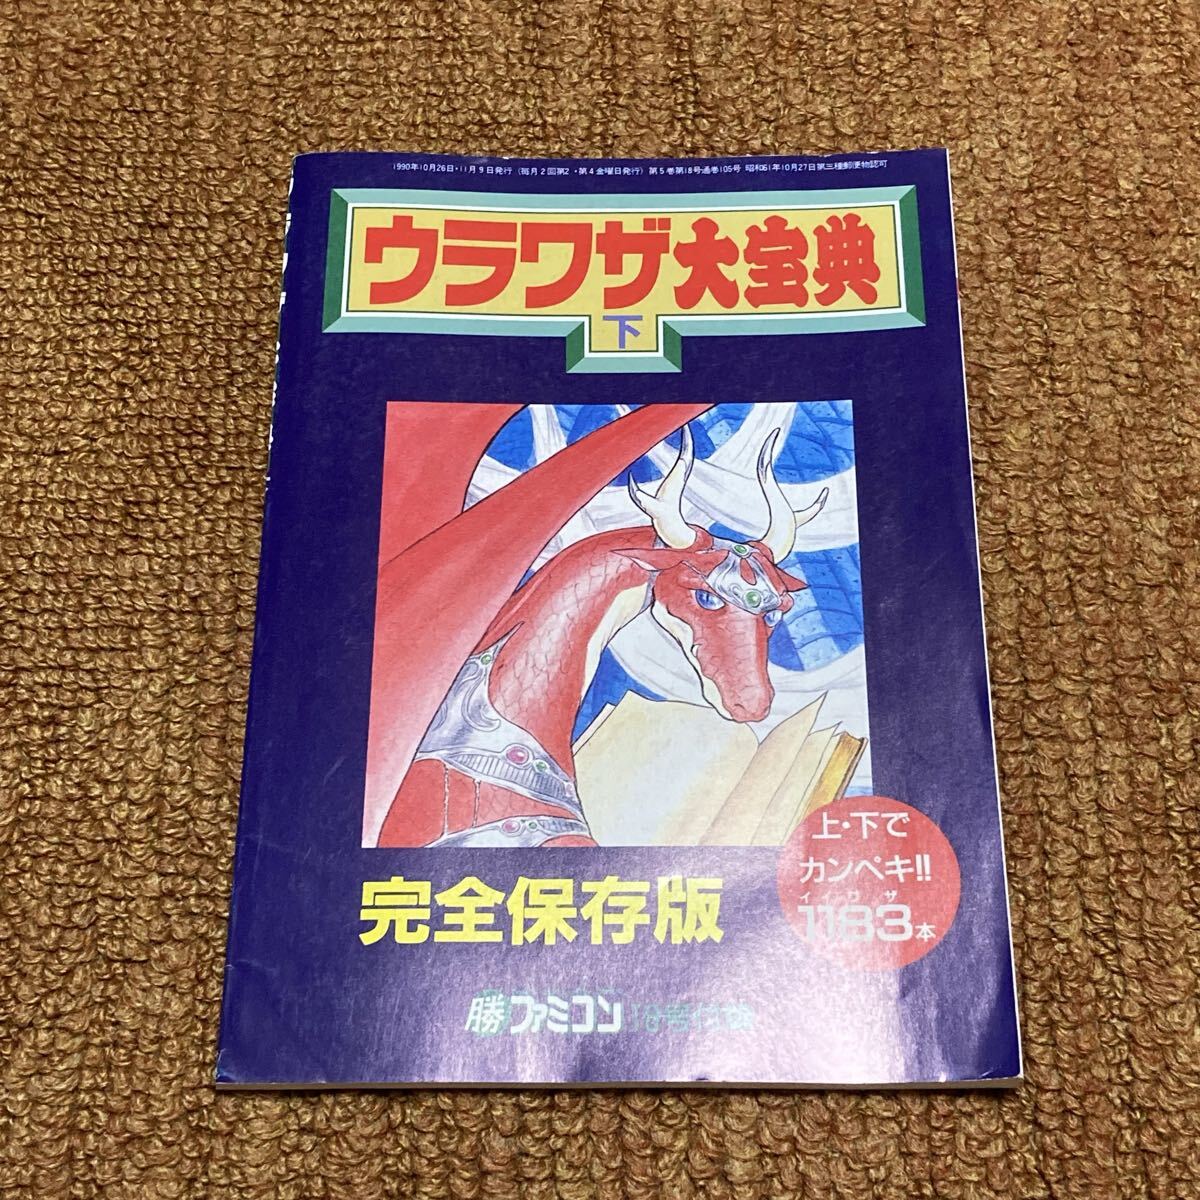 1990年10月26日・11月9日発行(毎月2回第2・第4金曜日発行)第5巻第18号通巻105号 昭和61年10月27日第三種郵便物認可
ウラワザ大宝典
下
上・下で
カンペキ!!
イイワザ
1183本
完全保存版
勝ファミコン18号付録